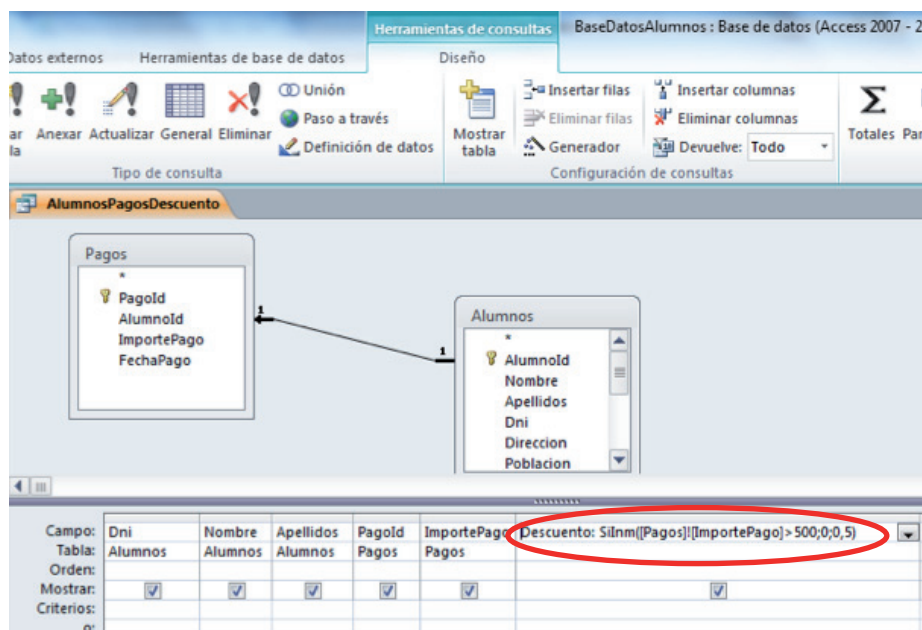 Herramientas de consultas BaseDatosAlumnos : Base de datos (Access 2007 - 2
Datos externos Herramientas de base de datos Diseño
ar Anexar Actualizar General Eliminar
la
Unión
Paso a través
Definición de datos
Tipo de consulta
Mostrar
tabla
Insertar filas
Eliminar filas
Generador
Insertar columnas
Eliminar columnas
Devuelve: Todo
Configuración de consultas
Σ
Totales Par
AlumnosPagosDescuento
Pagos
*
PagoId
AlumnoId
ImportePago
FechaPago
1
1
Alumnos
*
AlumnoId
Nombre
Apellidos
Dni
Direccion
Poblacion
Campo: Dni Nombre Apellidos PagoId ImportePago Descuento: SiInm([Pagos]![ImportePago]>500;0;0,5)
Tabla: Alumnos Alumnos Alumnos Pagos Pagos
Orden:
Mostrar:
Criterios:
o: